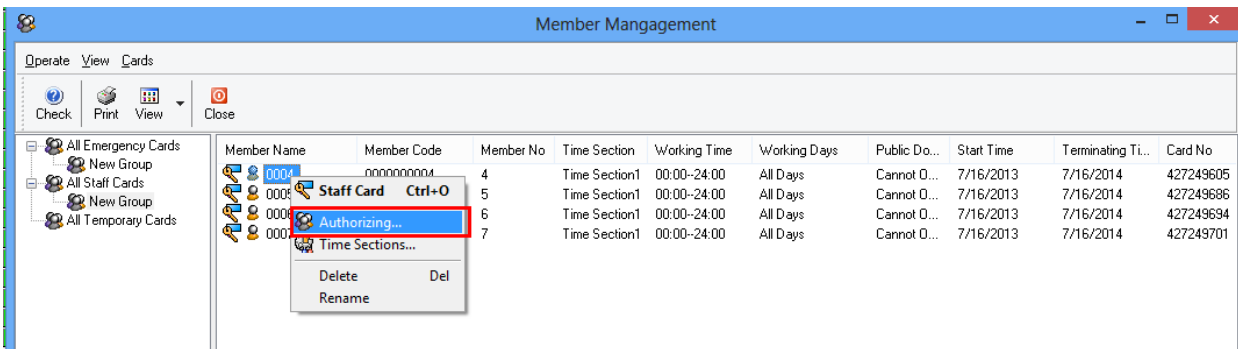 Member Mangagement
Operate View Cards
Check Print View Close
All Emergency Cards
New Group
All Staff Cards
New Group
All Temporary Cards
Member Name Member Code Member No Time Section Working Time Working Days Public Do... Start Time Terminating Ti... Card No
0004 0000000004 4 Time Section1 00:00--24:00 All Days Cannot O... 7/16/2013 7/16/2014 427249605
0005 5 Time Section1 00:00--24:00 All Days Cannot O... 7/16/2013 7/16/2014 427249686
0006 6 Time Section1 00:00--24:00 All Days Cannot O... 7/16/2013 7/16/2014 427249694
0007 7 Time Section1 00:00--24:00 All Days Cannot O... 7/16/2013 7/16/2014 427249701
Staff Card Ctrl+O
Authorizing...
Time Sections...
Delete Del
Rename